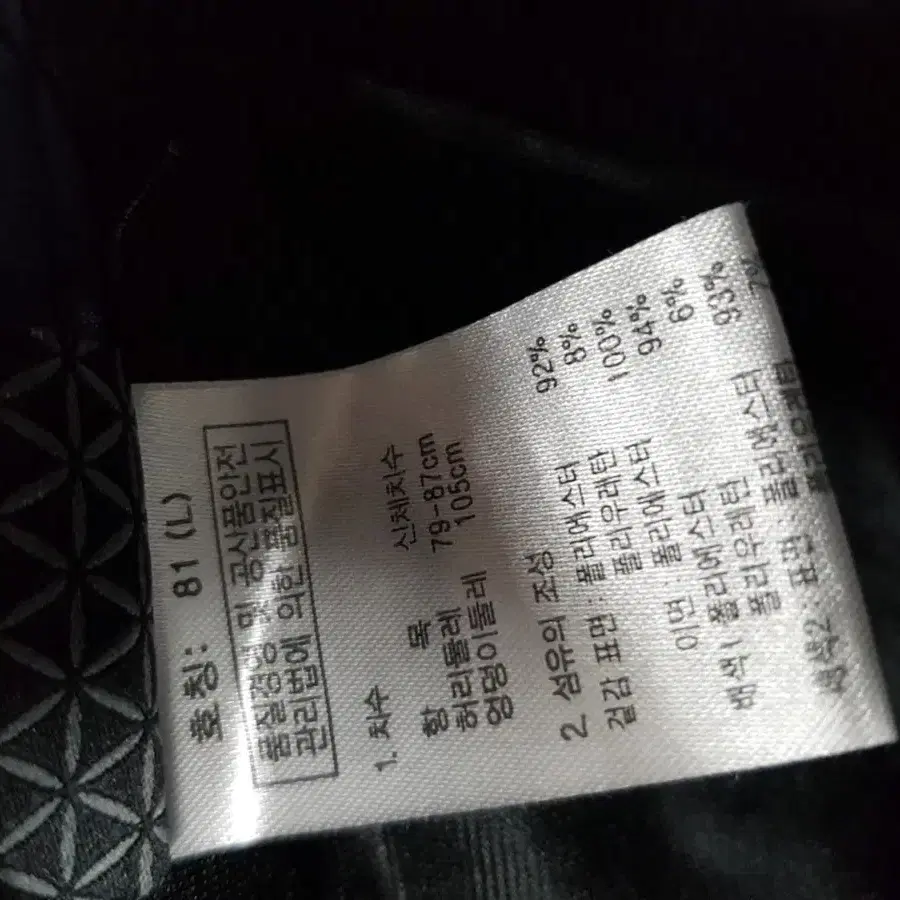 호칭: 81 (L)
품질경영 및 공산품안전
관리법에 의한 품질표시
1. 치수
항 목 신체치수
허리둘레 79-87cm
엉덩이둘레 105cm
2. 섬유의 조성
겉감 표면 : 폴리에스터 92%
폴리우레탄 8%
이면 : 폴리에스터 100%
배색1 폴리에스터 94%
폴리우레탄 6%
배색2 : 표면 : 폴리에스터 93%
폴리우레탄 7%